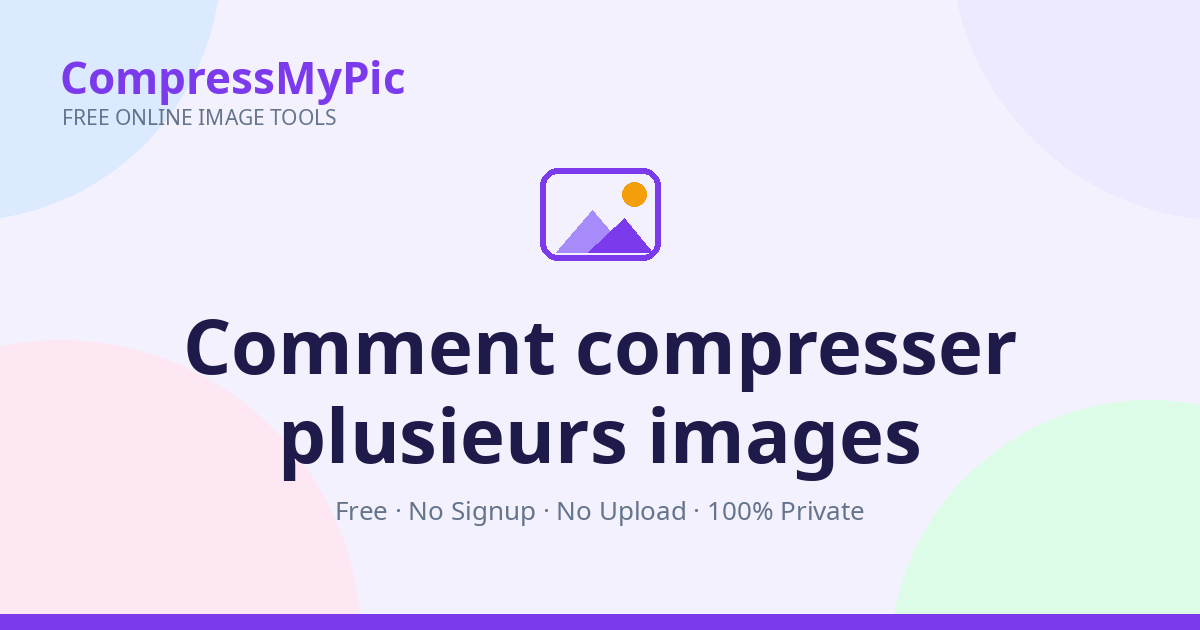 CompressMyPic
FREE ONLINE IMAGE TOOLS
Comment compresser
plusieurs images
Free · No Signup · No Upload · 100% Private